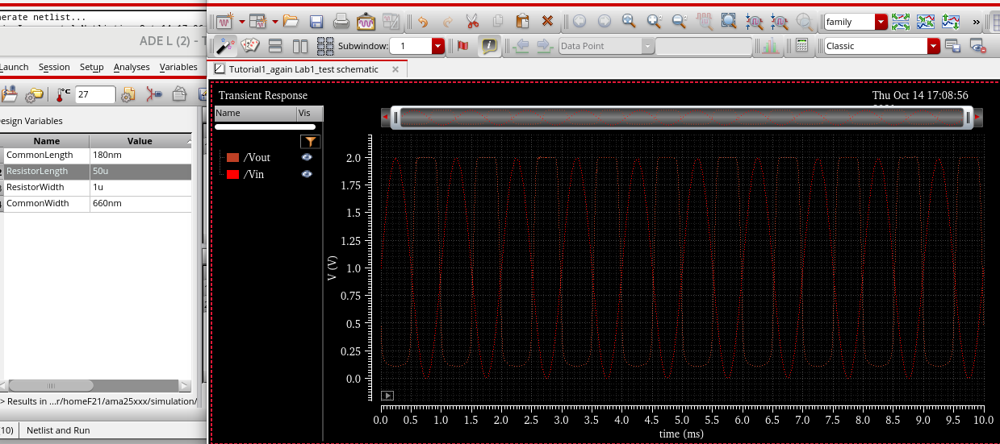 nerate netlist...
ADE L (2) - T
Launch Session Setup Analyses Variables
27
Design Variables
Name Value
CommonLength 180nm
ResistorLength 50u
ResistorWidth 1u
CommonWidth 660nm
> Results in ...r/homeF21/ama25xxx/simulation/
(10) Netlist and Run
family
»
Subwindow: 1 Data Point Classic
Tutorial1_again Lab1_test schematic
Transient Response Thu Oct 14 17:08:56
Name Vis
/Vout
/Vin
2.0
1.75
1.5
1.25
1.0
0.75
0.5
0.25
0.0
V (V)
0.0 0.5 1.0 1.5 2.0 2.5 3.0 3.5 4.0 4.5 5.0 5.5 6.0 6.5 7.0 7.5 8.0 8.5 9.0 9.5 10.0
time (ms)